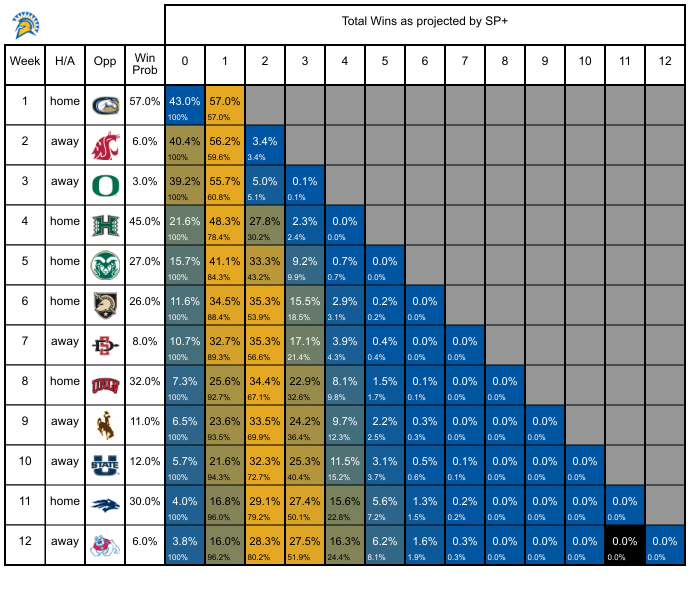 Total Wins as projected by SP+
Week H/A Opp Win Prob 0 1 2 3 4 5 6 7 8 9 10 11 12
1 home C 57.0% 43.0% 57.0%
100% 57.0%
2 away 6.0% 40.4% 56.2% 3.4%
100% 59.6% 3.4%
3 away O 3.0% 39.2% 55.7% 5.0% 0.1%
100% 60.8% 5.1% 0.1%
4 home H 45.0% 21.6% 48.3% 27.8% 2.3% 0.0%
100% 78.4% 30.2% 2.4% 0.0%
5 home 27.0% 15.7% 41.1% 33.3% 9.2% 0.7% 0.0%
100% 84.3% 43.2% 9.9% 0.7% 0.0%
6 home 26.0% 11.6% 34.5% 35.3% 15.5% 2.9% 0.2% 0.0%
100% 88.4% 53.9% 18.5% 3.1% 0.2% 0.0%
7 away SD 8.0% 10.7% 32.7% 35.3% 17.1% 3.9% 0.4% 0.0% 0.0%
100% 89.3% 56.6% 21.4% 4.3% 0.4% 0.0% 0.0%
8 home UNLV 32.0% 7.3% 25.6% 34.4% 22.9% 8.1% 1.5% 0.1% 0.0% 0.0%
100% 92.7% 67.1% 32.6% 9.8% 1.7% 0.1% 0.0% 0.0%
9 away 11.0% 6.5% 23.6% 33.5% 24.2% 9.7% 2.2% 0.3% 0.0% 0.0% 0.0%
100% 93.5% 69.9% 36.4% 12.3% 2.5% 0.3% 0.0% 0.0% 0.0%
10 away U STATE 12.0% 5.7% 21.6% 32.3% 25.3% 11.5% 3.1% 0.5% 0.1% 0.0% 0.0% 0.0%
100% 94.3% 72.7% 40.4% 15.2% 3.7% 0.6% 0.1% 0.0% 0.0% 0.0%
11 home 30.0% 4.0% 16.8% 29.1% 27.4% 15.6% 5.6% 1.3% 0.2% 0.0% 0.0% 0.0% 0.0%
100% 96.0% 79.2% 50.1% 22.8% 7.2% 1.5% 0.2% 0.0% 0.0% 0.0% 0.0%
12 away 6.0% 3.8% 16.0% 28.3% 27.5% 16.3% 6.2% 1.6% 0.3% 0.0% 0.0% 0.0% 0.0% 0.0%
100% 96.2% 80.2% 51.9% 24.4% 8.1% 1.9% 0.3% 0.0% 0.0% 0.0% 0.0% 0.0%